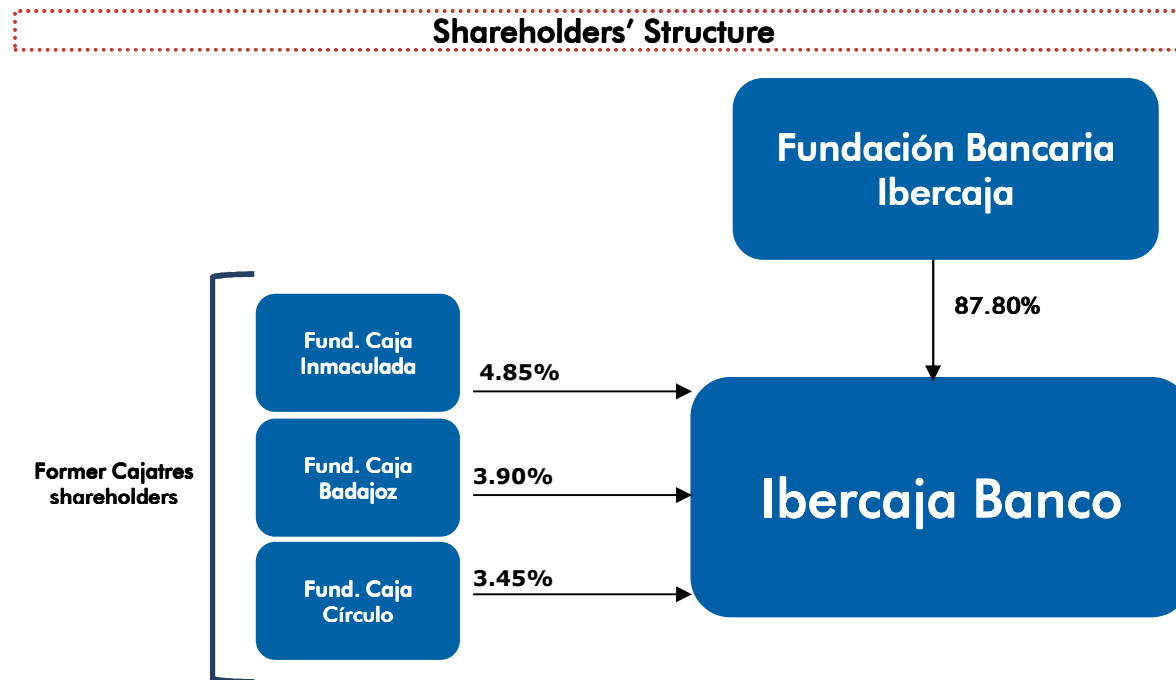 Shareholders’ Structure
Fundación Bancaria
Ibercaja
87.80%
Fund. Caja
Inmaculada
4.85%
Former Cajatres
shareholders
Fund. Caja
Badajoz
3.90%
Ibercaja Banco
Fund. Caja
Círculo
3.45%